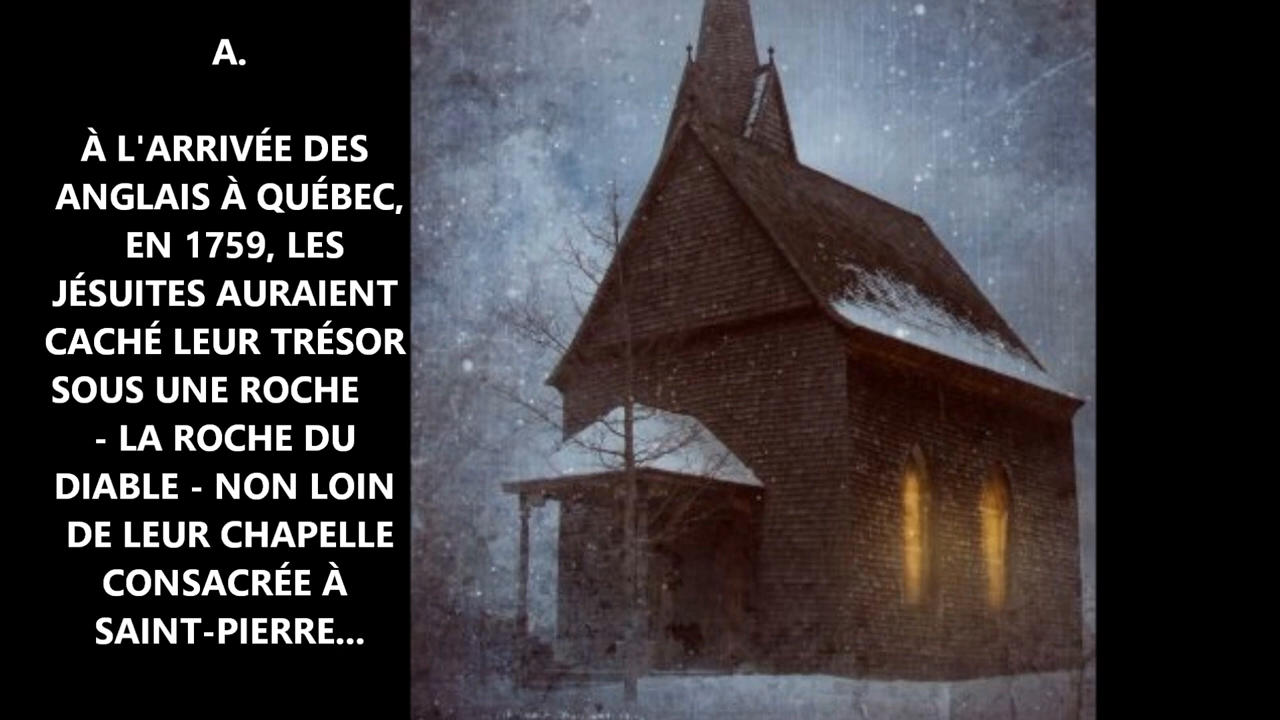 A.
À L'ARRIVÉE DES
ANGLAIS À QUÉBEC,
EN 1759, LES
JÉSUITES AURAIENT
CACHÉ LEUR TRÉSOR
SOUS UNE ROCHE
- LA ROCHE DU
DIABLE - NON LOIN
DE LEUR CHAPELLE
CONSACRÉE À
SAINT-PIERRE...